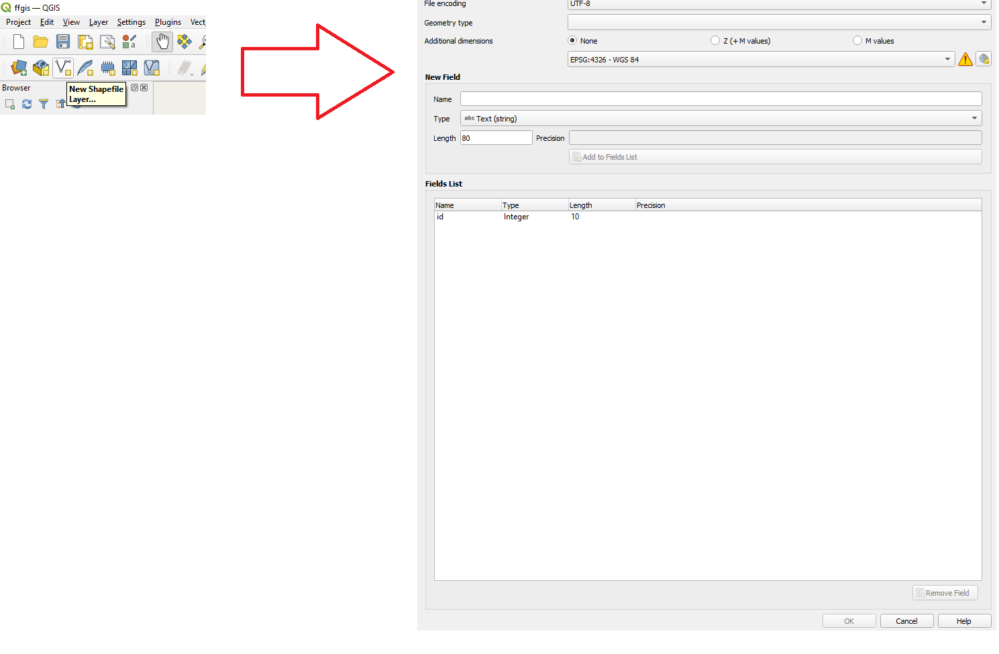 ffgis — QGIS
Project Edit View Layer Settings Plugins Vect
a
Browser
New Shapefile
Layer...
File encoding UTF-8
Geometry type
Additional dimensions None Z (+ M values) M values
EPSG:4326 - WGS 84
New Field
Name
Type abc Text (string)
Length 80 Precision
Add to Fields List
Fields List
Name Type Length Precision
id Integer 10
Remove Field
OK Cancel Help